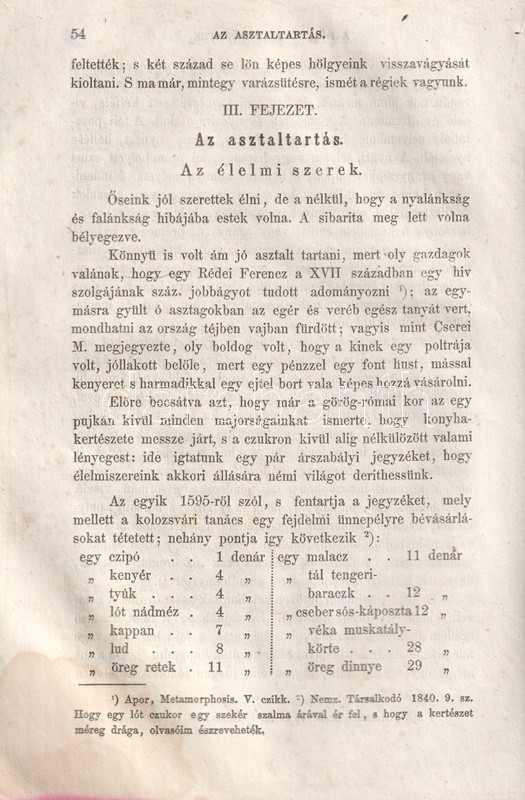 54 AZ ASZTALTARTÁS.
feltették; s két század se lön képes hölgyeink visszavágyását
kioltani. S ma már, mintegy varázsütésre, ismét a régiek vagyunk.
III. FEJEZET.
Az asztaltartás.
Az élelmi szerek.
Őseink jól szerettek élni, de a nélkül, hogy a nyalánkság
és falánkság hibájába estek volna. A sibarita meg lett volna
bélyegezve.
Könnyü is volt ám jó asztalt tartani, mert oly gazdagok
valának, hogy egy Rédei Ferencz a XVII században egy hiv
szolgájának száz jobbágyot tudott adományozni ¹); az egy-
másra gyült ó asztagokban az egér és veréb egész tanyát vert,
mondhatni az ország téjben vajban fürdött; vagyis mint Cserei
M. megjegyezte, oly boldog volt, hogy a kinek egy poltrája
volt, jóllakott belőle, mert egy pénzzel egy font hust, mással
kenyeret s harmadikkal egy ejtel bort vala képes hozzá vásárolni.
Előre bocsátva azt, hogy már a görög-római kor az egy
pujkán kivül minden majorságainkat ismerte, hogy konyha-
kertészete messze járt, s a czukron kivül alig nélkülözött valami
lényegest: ide igtatunk egy pár árszabályi jegyzéket, hogy
élelmiszereink akkori állására némi világot derithessünk.
Az egyik 1595-ről szól, s fentartja a jegyzéket, mely
mellett a kolozsvári tanács egy fejdelmi ünnepélyre bévásárlá-
sokat tétetett; nehány pontja igy következik ²):
egy czipó . . 1 denár egy malacz . . 11 denár
„ kenyér . . 4 „ „ tál tengeri-
„ tyúk . . . 4 „ baraczk . . 12 „
„ lót nádméz . 4 „ „ cseber sós-káposzta 12 „
„ kappan . . 7 „ „ véka muskatály-
„ lud . . . 8 „ körte . . . 28 „
„ öreg retek . 11 „ „ öreg dinnye 29 „
¹) Apor, Metamorphosis. V. czikk. ²) Nemz. Társalkodó 1840. 9. sz.
Hogy egy lót czukor egy szekér szalma árával ér fel, s hogy a kertészet
méreg drága, olvasóim észrevehették.